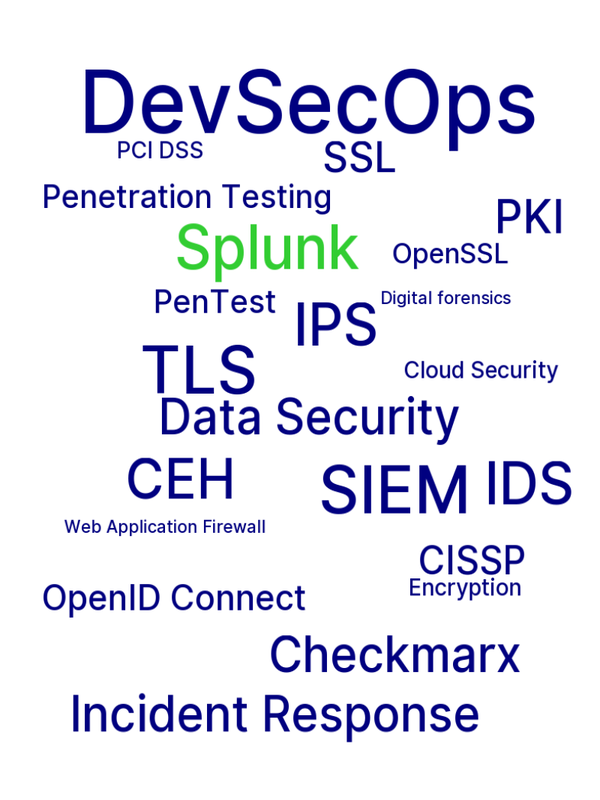 DevSecOps
PCI DSS
SSL
Penetration Testing
PKI
Splunk
OpenSSL
PenTest
IPS
Digital forensics
TLS
Cloud Security
Data Security
CEH
SIEM
IDS
Web Application Firewall
CISSP
Encryption
OpenID Connect
Checkmarx
Incident Response